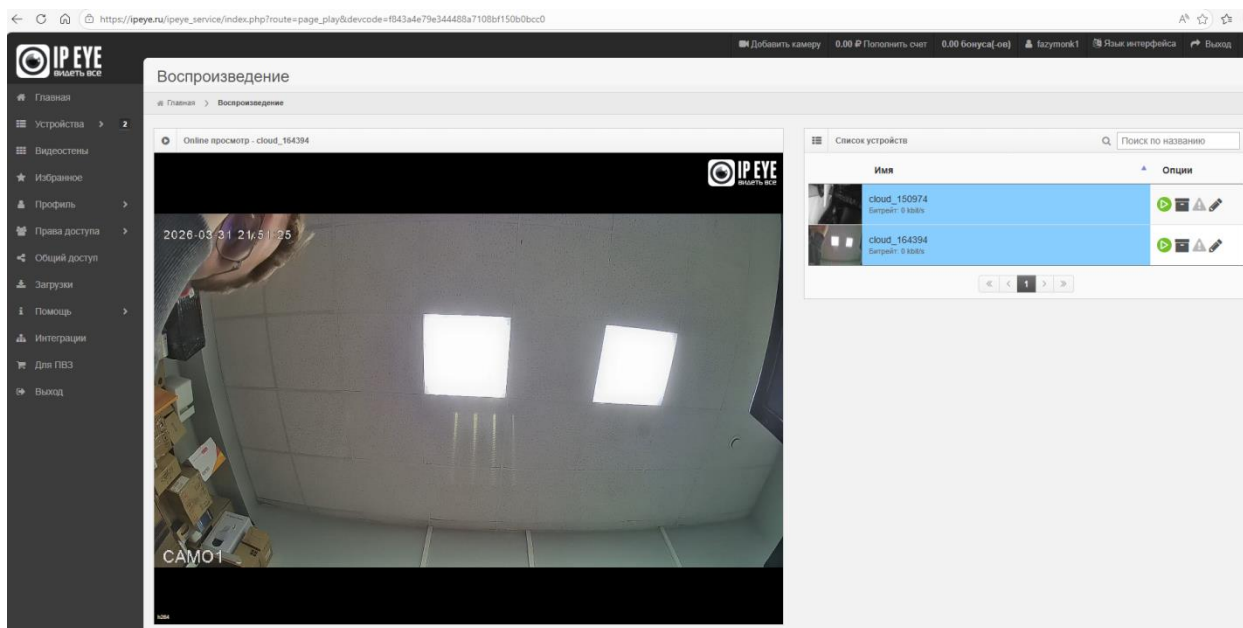 https://ipeye.ru/ipeye_service/index.php?route=page_play&devcode=f843a4e79e344488a7108bf150b0bcc0
IP EYE
ВИДЕТЬ ВСЕ
Добавить камеру 0.00 ₽ Пополнить счет 0.00 бонуса(-ов) fazymonk1 Язык интерфейса Выход
Главная
Устройства 2
Видеостены
Избранное
Профиль
Права доступа
Общий доступ
Загрузки
Помощь
Интеграции
Для ПВЗ
Выход
Воспроизведение
Главная > Воспроизведение
Online просмотр - cloud_164394
IP EYE
ВИДЕТЬ ВСЕ
2026-03-31 21:51:25
CAM01
h264
Список устройств
Поиск по названию
Имя Опции
cloud_150974
Битрейт: 0 kbit/s
cloud_164394
Битрейт: 0 kbit/s
« < 1 > »